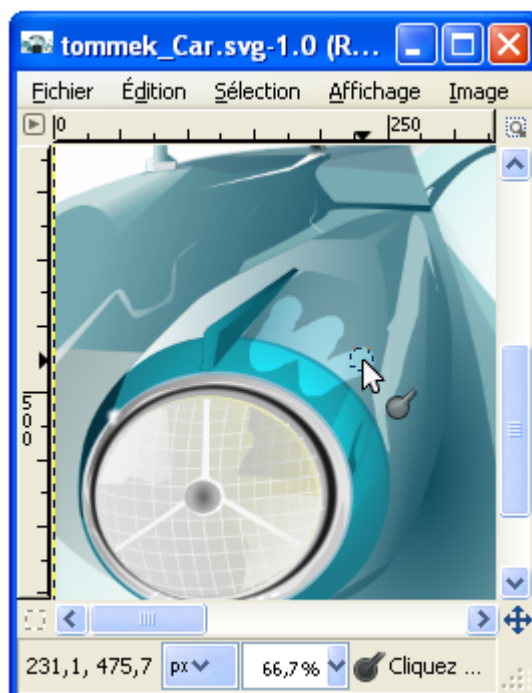 tommek_Car.svg-1.0 (R...
Fichier Édition Sélection Affichage Image
0 250
500
231,1, 475,7 px 66,7% Cliquez ...